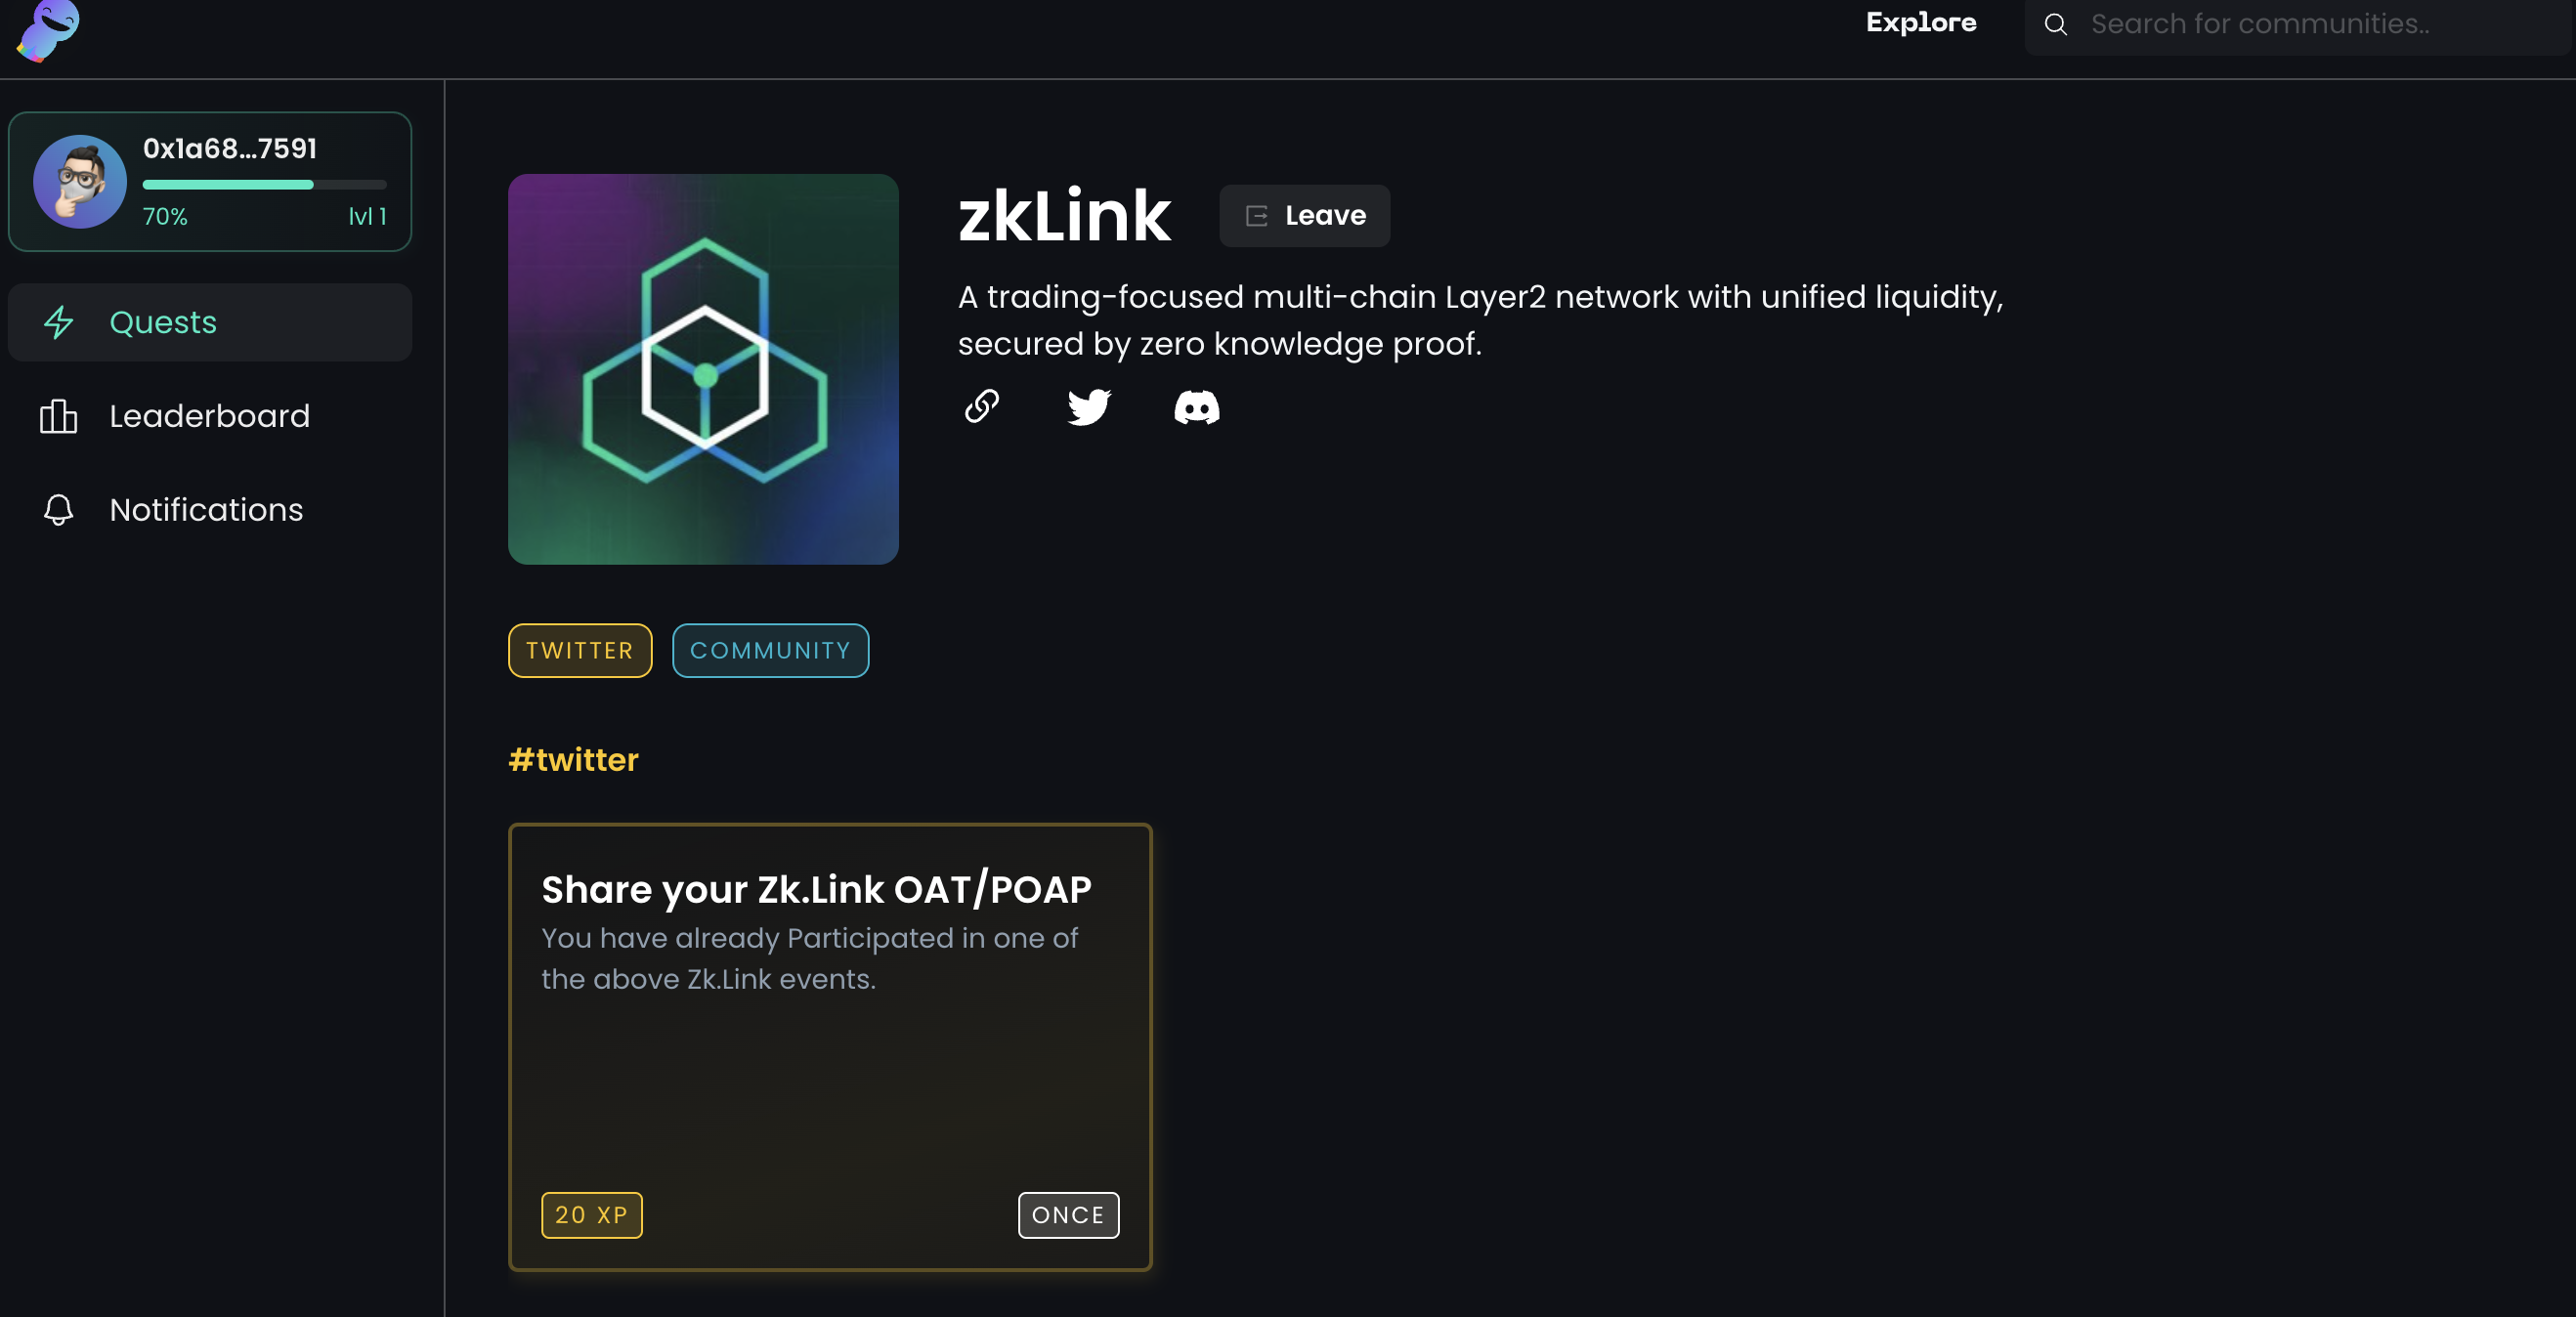 Explore
Search for communities..
0x1a68...7591
70%
lvl 1
Quests
Leaderboard
Notifications
zkLink
Leave
A trading-focused multi-chain Layer2 network with unified liquidity,
secured by zero knowledge proof.
TWITTER
COMMUNITY
#twitter
Share your Zk.Link OAT/POAP
You have already Participated in one of
the above Zk.Link events.
20 XP
ONCE